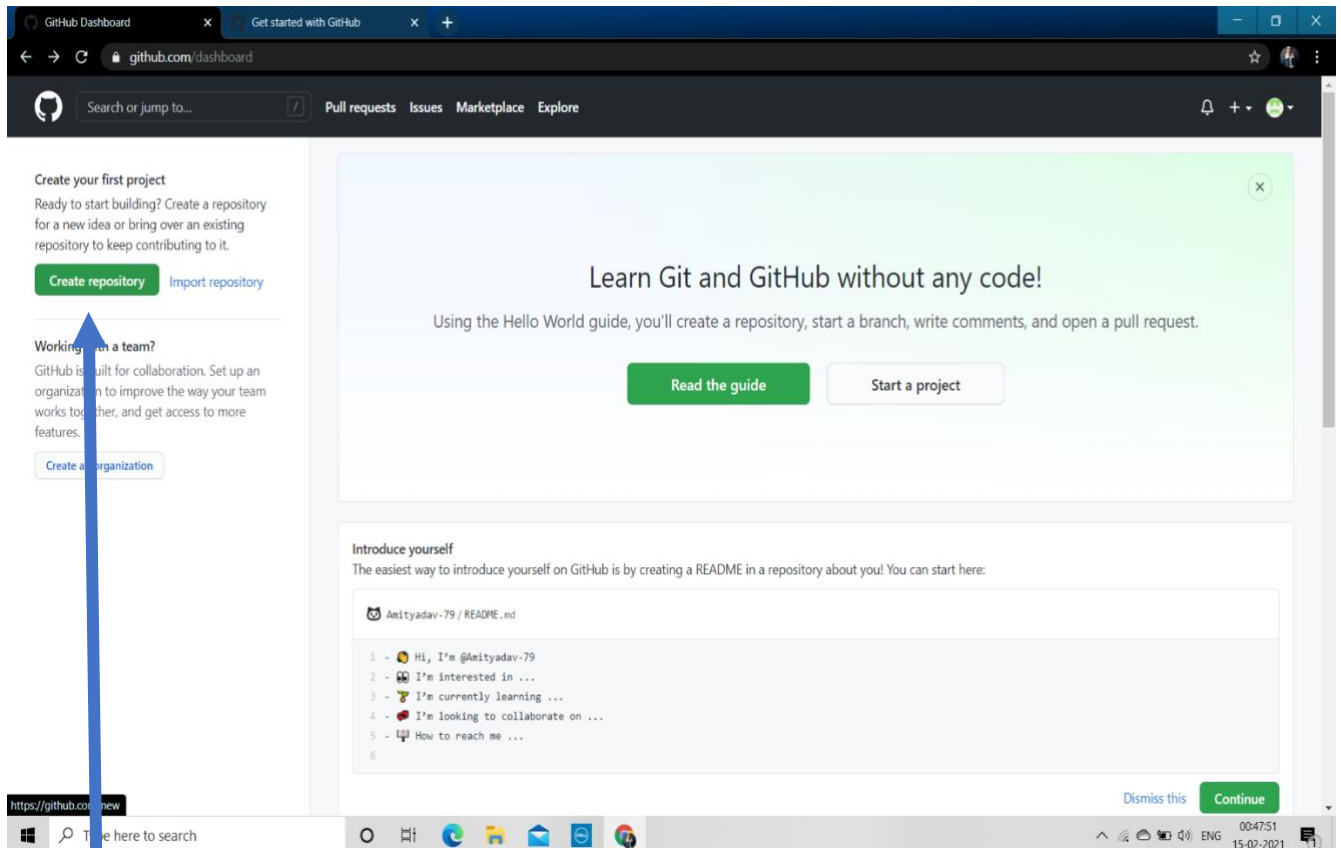 GitHub Dashboard
Get started with GitHub
github.com/dashboard
Search or jump to...
/
Pull requests Issues Marketplace Explore
Create your first project
Ready to start building? Create a repository
for a new idea or bring over an existing
repository to keep contributing to it.
Create repository
Import repository
Working a team?
GitHub is built for collaboration. Set up an
to improve the way your team
works and get access to more
features.
Create organization
Learn Git and GitHub without any code!
Using the Hello World guide, you'll create a repository, start a branch, write comments, and open a pull request.
Read the guide
Start a project
Introduce yourself
The easiest way to introduce yourself on GitHub is by creating a README in a repository about you! You can start here:
Amityadav-79 / README.md
1 - Hi, I'm @Amityadav-79
2 - I'm interested in ...
3 - I'm currently learning ...
4 - I'm looking to collaborate on ...
5 - How to reach me ...
6
Dismiss this
Continue
https://github.com/new
Type here to search
DELL
ENG
00:47:51
15-02-2021